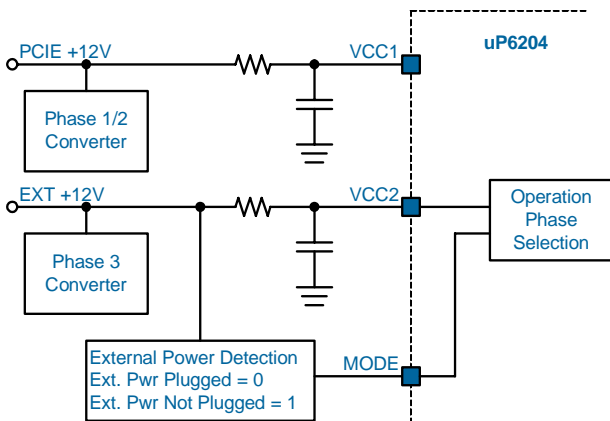 PCIE +12V
VCC1
uP6204
Phase 1/2
Converter
EXT +12V
VCC2
Operation
Phase
Selection
Phase 3
Converter
External Power Detection
Ext. Pwr Plugged = 0
Ext. Pwr Not Plugged = 1
MODE